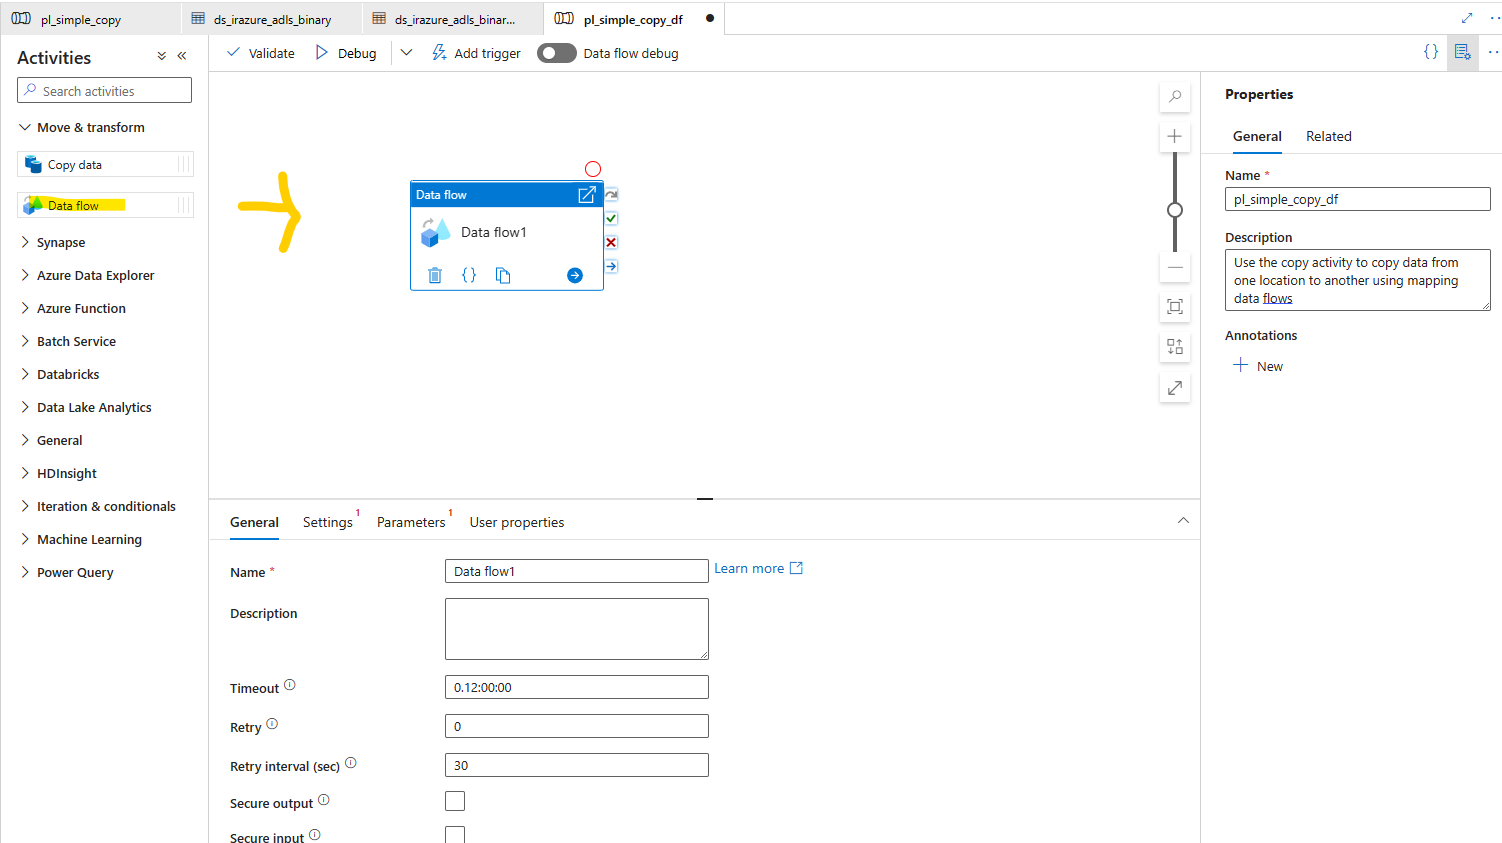 pl_simple_copy
ds_irazure_adls_binary
ds_irazure_adls_binar...
pl_simple_copy_df
Activities
Validate
Debug
Add trigger
Data flow debug
Search activities
Move & transform
Copy data
Data flow
Synapse
Azure Data Explorer
Azure Function
Batch Service
Databricks
Data Lake Analytics
General
HDInsight
Iteration & conditionals
Machine Learning
Power Query
Data flow
Data flow1
General
Settings 1
Parameters 1
User properties
Name *
Data flow1
Learn more
Description
Timeout
0.12:00:00
Retry
0
Retry interval (sec)
30
Secure output
Secure input
Properties
General
Related
Name *
pl_simple_copy_df
Description
Use the copy activity to copy data from
one location to another using mapping
data flows
Annotations
New